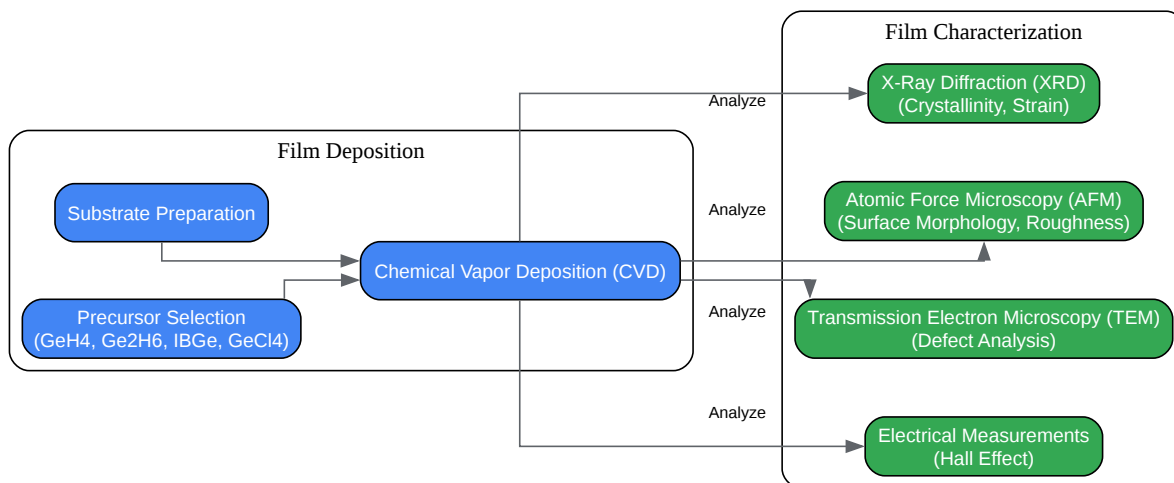 Film Deposition
Substrate Preparation
Precursor Selection
(GeH4, Ge2H6, IBGe, GeCl4)
Chemical Vapor Deposition (CVD)
Analyze
Analyze
Analyze
Analyze
Film Characterization
X-Ray Diffraction (XRD)
(Crystallinity, Strain)
Atomic Force Microscopy (AFM)
(Surface Morphology, Roughness)
Transmission Electron Microscopy (TEM)
(Defect Analysis)
Electrical Measurements
(Hall Effect)